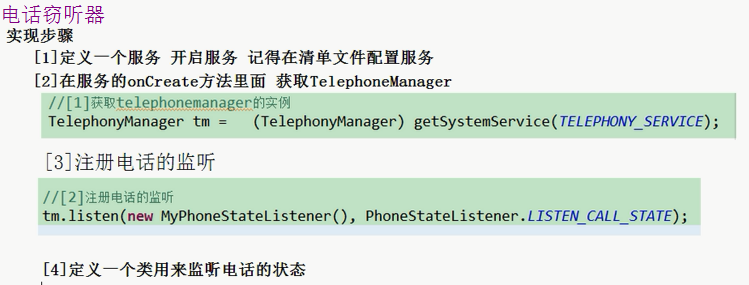 电话窃听器
实现步骤
[1]定义一个服务 开启服务 记得在清单文件配置服务
[2]在服务的onCreate方法里面 获取TelephoneManager
//[1]获取telephonemanager的实例
TelephonyManager tm = (TelephonyManager) getSystemService(TELEPHONY_SERVICE);
[3]注册电话的监听
//[2]注册电话的监听
tm.listen(new MyPhoneStateListener(), PhoneStateListener.LISTEN_CALL_STATE);
[4]定义一个类用来监听电话的状态